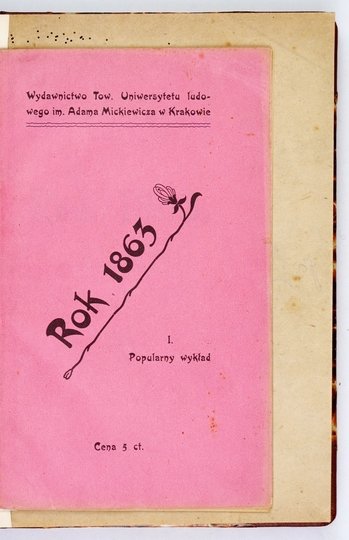 Wydawnictwo Tow. Uniwersytetu ludo-
wego im. Adama Mickiewicza w Krakowie
Rok 1863
I.
Popularny wykład
Cena 5 ct.